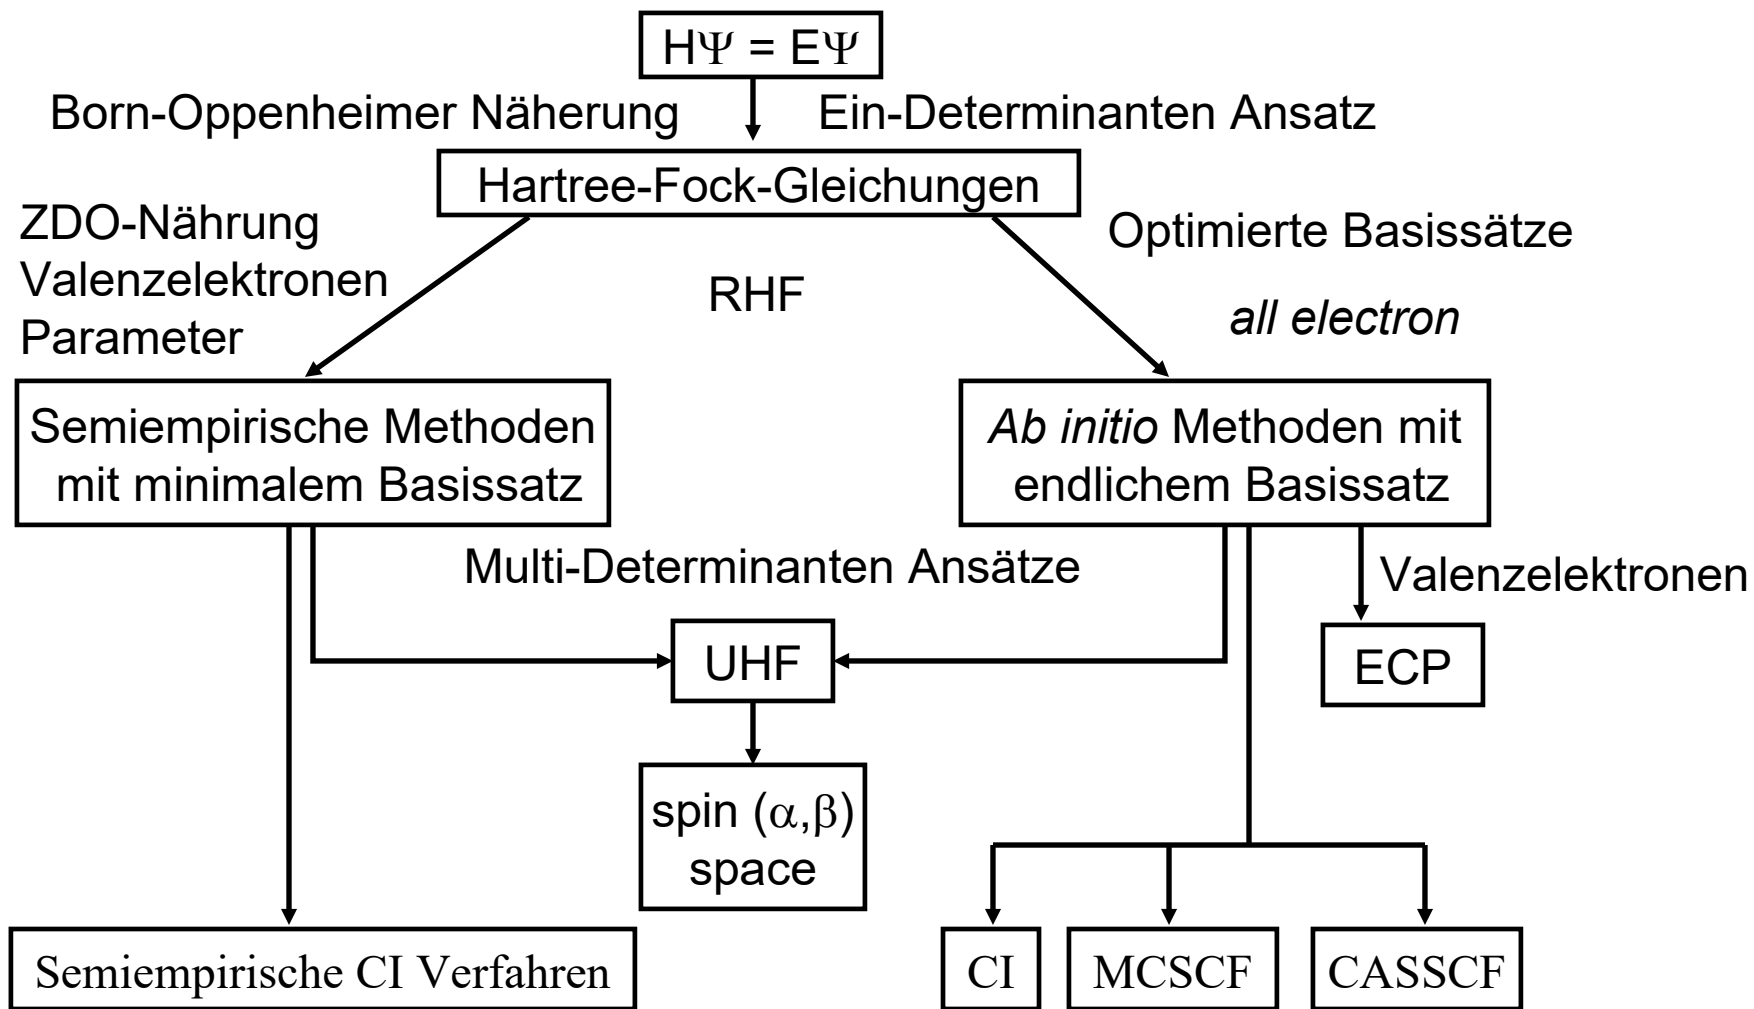 HΨ = EΨ
Born-Oppenheimer Näherung
Ein-Determinanten Ansatz
Hartree-Fock-Gleichungen
ZDO-Nährung
Valenzelektronen
Parameter
RHF
Optimierte Basissätze
all electron
Semiempirische Methoden
mit minimalem Basissatz
Ab initio Methoden mit
endlichem Basissatz
Multi-Determinanten Ansätze
Valenzelektronen
UHF
ECP
spin (α,β)
space
Semiempirische CI Verfahren
CI
MCSCF
CASSCF